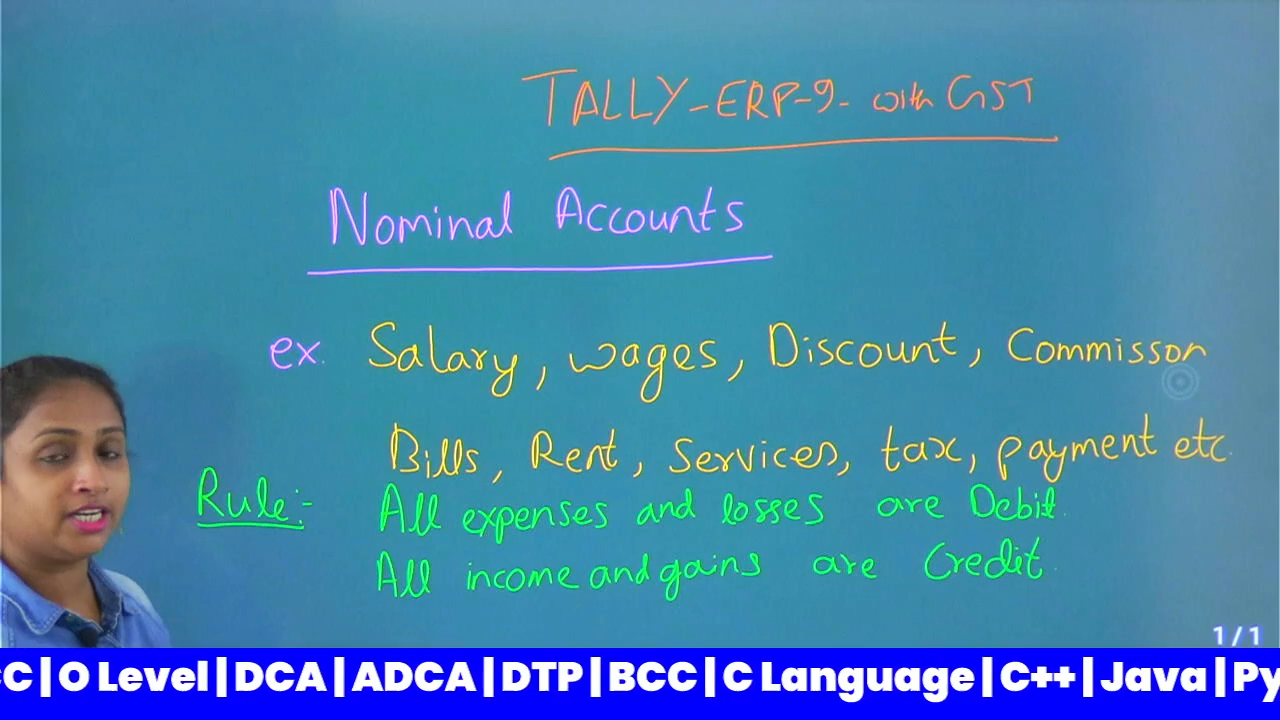 TALLY-ERP-9- with GST
Nominal Accounts
ex. Salary, wages, Discount, Commisson
Bills, Rent, Services, tax, payment etc.
Rule:- All expenses and losses are Debit.
All income and gains are Credit.
1/1
CC|O Level|DCA|ADCA|DTP|BCC|C Language|C++|Java|Py